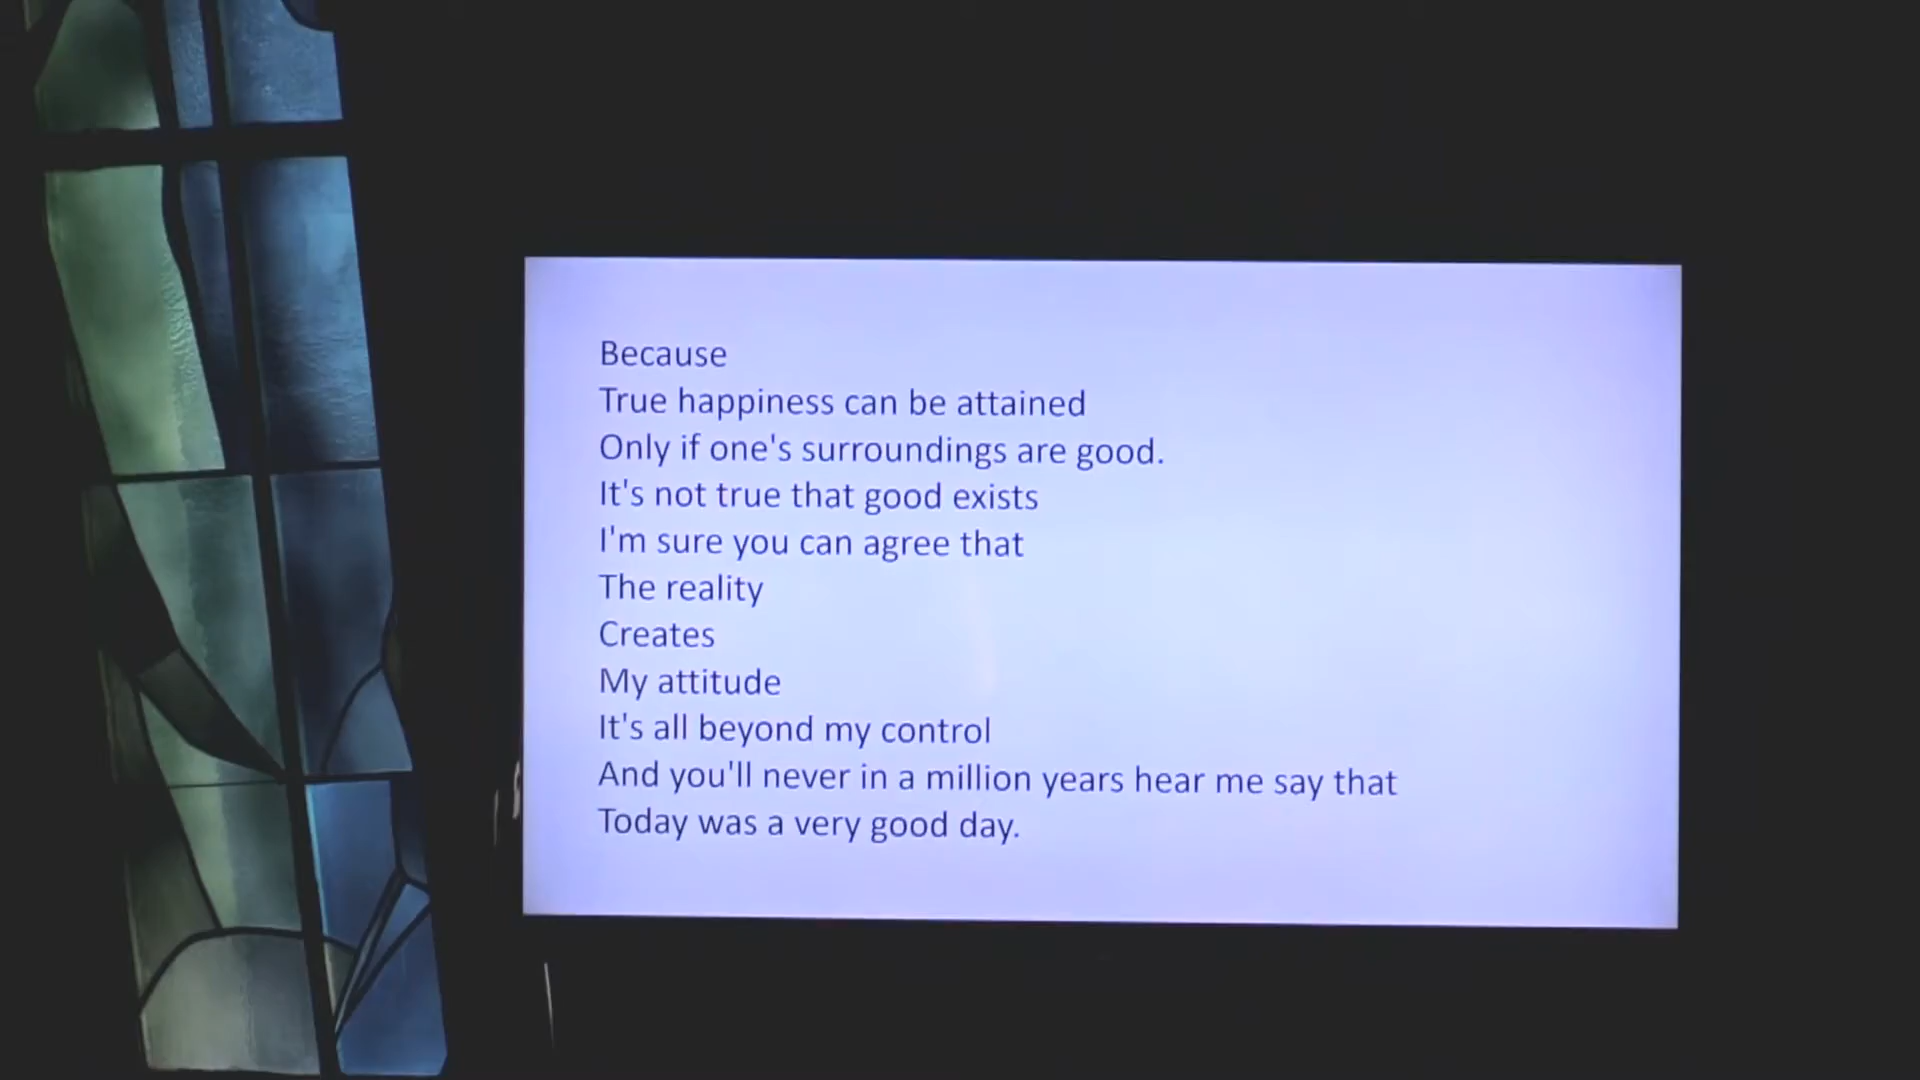 Because
True happiness can be attained
Only if one's surroundings are good.
It's not true that good exists
I'm sure you can agree that
The reality
Creates
My attitude
It's all beyond my control
And you'll never in a million years hear me say that
Today was a very good day.